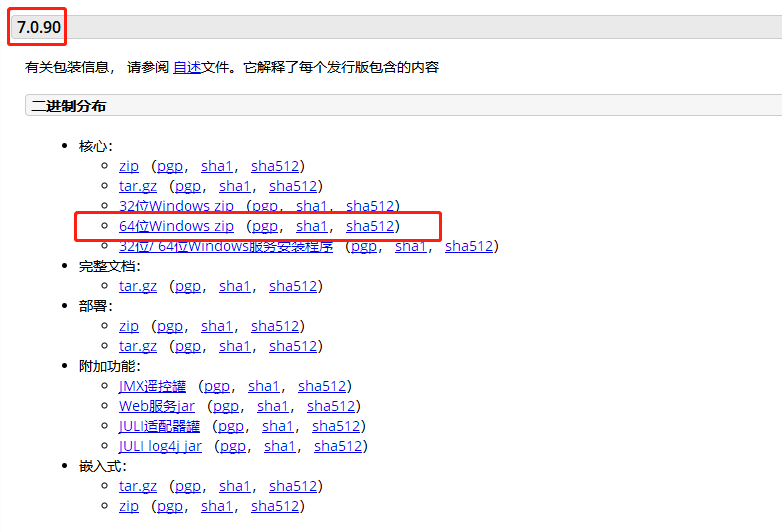 7.0.90
有关包装信息， 请参阅 自述文件。它解释了每个发行版包含的内容
二进制分布
核心：
zip （pgp， sha1， sha512）
tar.gz （pgp， sha1， sha512）
32位Windows zip （pgp， sha1， sha512）
64位Windows zip （pgp， sha1， sha512）
32位/ 64位Windows服务安装程序 （pgp， sha1， sha512）
完整文档：
tar.gz （pgp， sha1， sha512）
部署：
zip （pgp， sha1， sha512）
tar.gz （pgp， sha1， sha512）
附加功能：
JMX遥控罐 （pgp， sha1， sha512）
Web服务jar （pgp， sha1， sha512）
JULI适配器罐 （pgp， sha1， sha512）
JULI log4j jar （pgp， sha1， sha512）
嵌入式：
tar.gz （pgp， sha1， sha512）
zip （pgp， sha1， sha512）